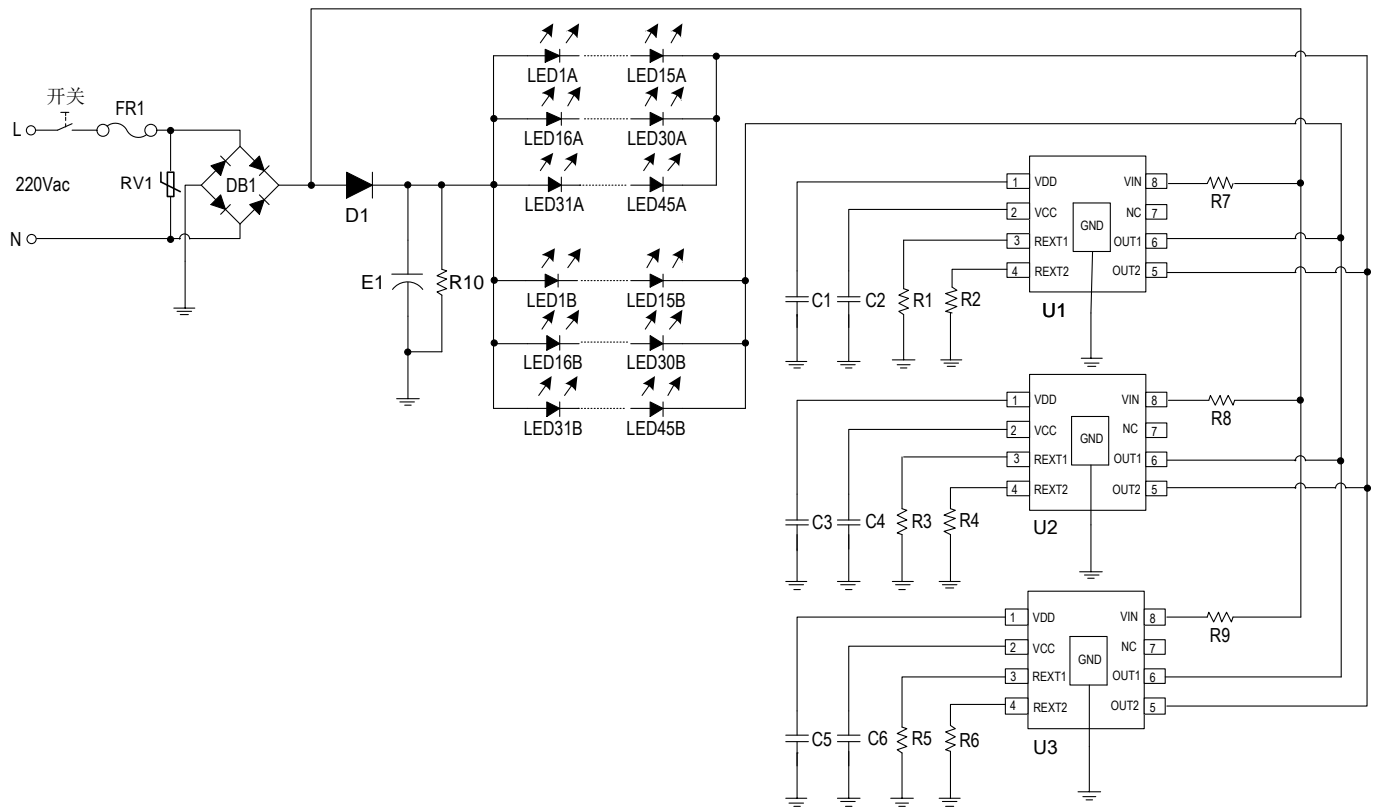 LED1A
LED15A
开关
FR1
L
LED16A
LED30A
220Vac
RV1
DB1
D1
LED31A
LED45A
N
E1
R10
LED1B
LED15B
LED16B
LED30B
LED31B
LED45B
1 VDD VIN 8
R7
2 VCC NC 7
GND
3 REXT1 OUT1 6
4 REXT2 OUT2 5
C1 C2 R1 R2
U1
1 VDD VIN 8
R8
2 VCC NC 7
GND
3 REXT1 OUT1 6
4 REXT2 OUT2 5
C3 C4 R3 R4
U2
1 VDD VIN 8
R9
2 VCC NC 7
GND
3 REXT1 OUT1 6
4 REXT2 OUT2 5
C5 C6 R5 R6
U3